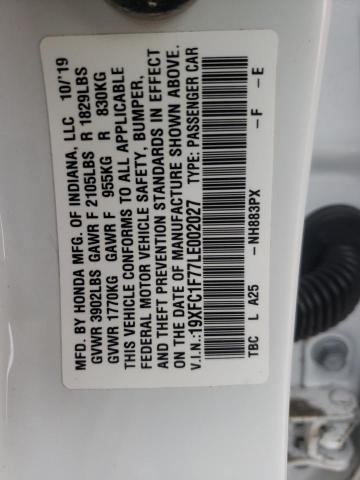 MFD. BY HONDA MFG. OF INDIANA, LLC 10/'19
GVWR 3902LBS GAWR F 2105LBS R 1829LBS
GVWR 1770KG GAWR F 955KG R 830KG
THIS VEHICLE CONFORMS TO ALL APPLICABLE
FEDERAL MOTOR VEHICLE SAFETY, BUMPER,
& THEFT PREVENTION STANDARDS IN EFFECT
ON THE DATE OF MANUFACTURE SHOWN ABOVE.
V.I.N.:19XFC1F77LE002027 TYPE: PASSENGER CAR
TBC L A25 -NH883PX -F -E